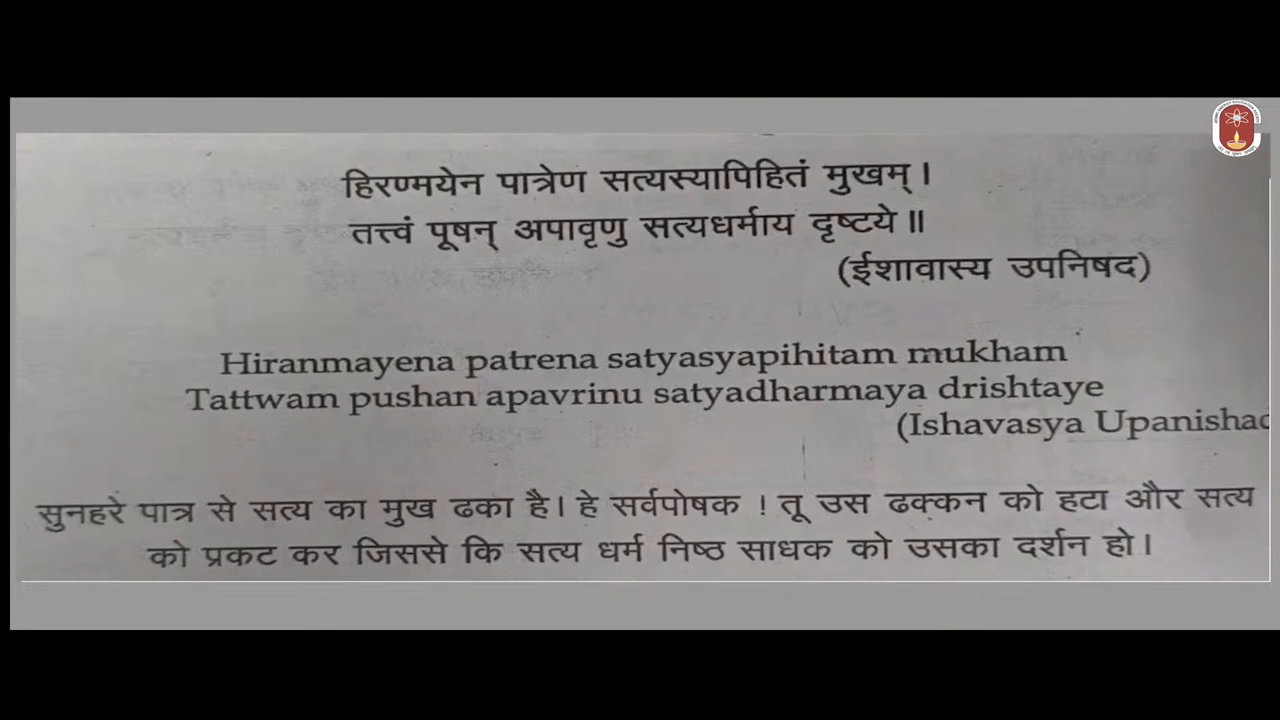 हिरण्मयेन पात्रेण सत्यस्यापिहितं मुखम् ।
तत्त्वं पूषन् अपावृणु सत्यधर्माय दृष्टये ॥
(ईशावास्य उपनिषद)
Hiranmayena patrena satyasyapihitam mukham
Tattwam pushan apavrinu satyadharmaya drishtaye
(Ishavasya Upanishad
सुनहरे पात्र से सत्य का मुख ढका है। हे सर्वपोषक ! तू उस ढक्कन को हटा और सत्य
को प्रकट कर जिससे कि सत्य धर्म निष्ठ साधक को उसका दर्शन हो।